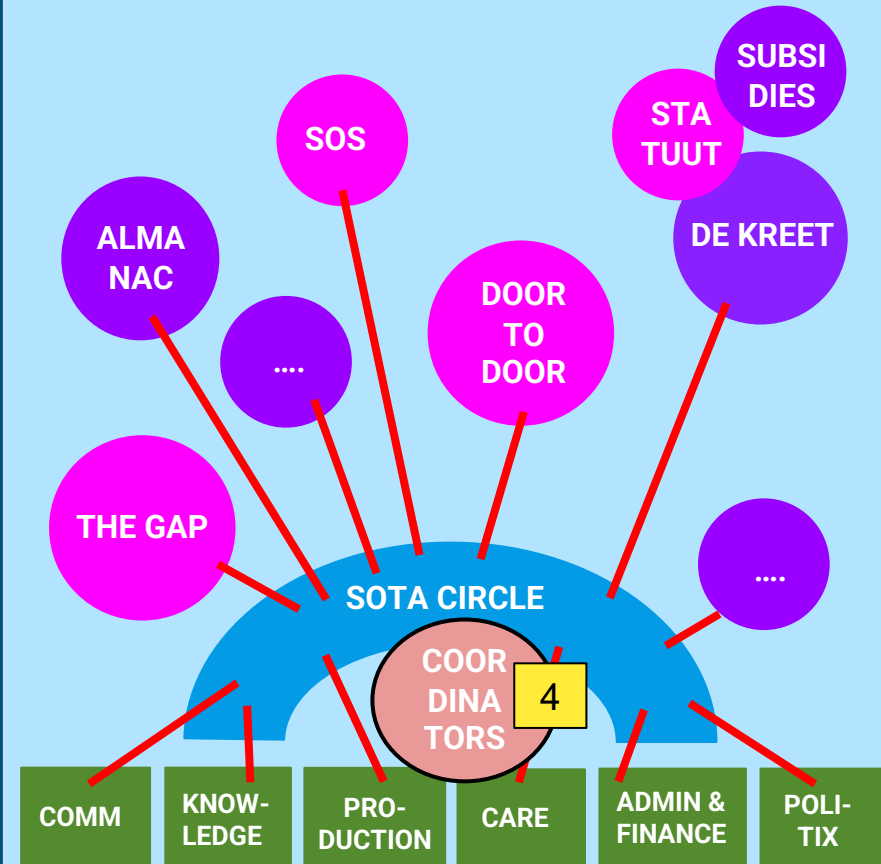 SUBSI
DIES
STA
TUUT
SOS
DE KREET
ALMA
NAC
DOOR
TO
DOOR
....
THE GAP
....
SOTA CIRCLE
COOR
DINA
TORS
4
COMM
KNOW-
LEDGE
PRO-
DUCTION
CARE
ADMIN &
FINANCE
POLI-
TIX